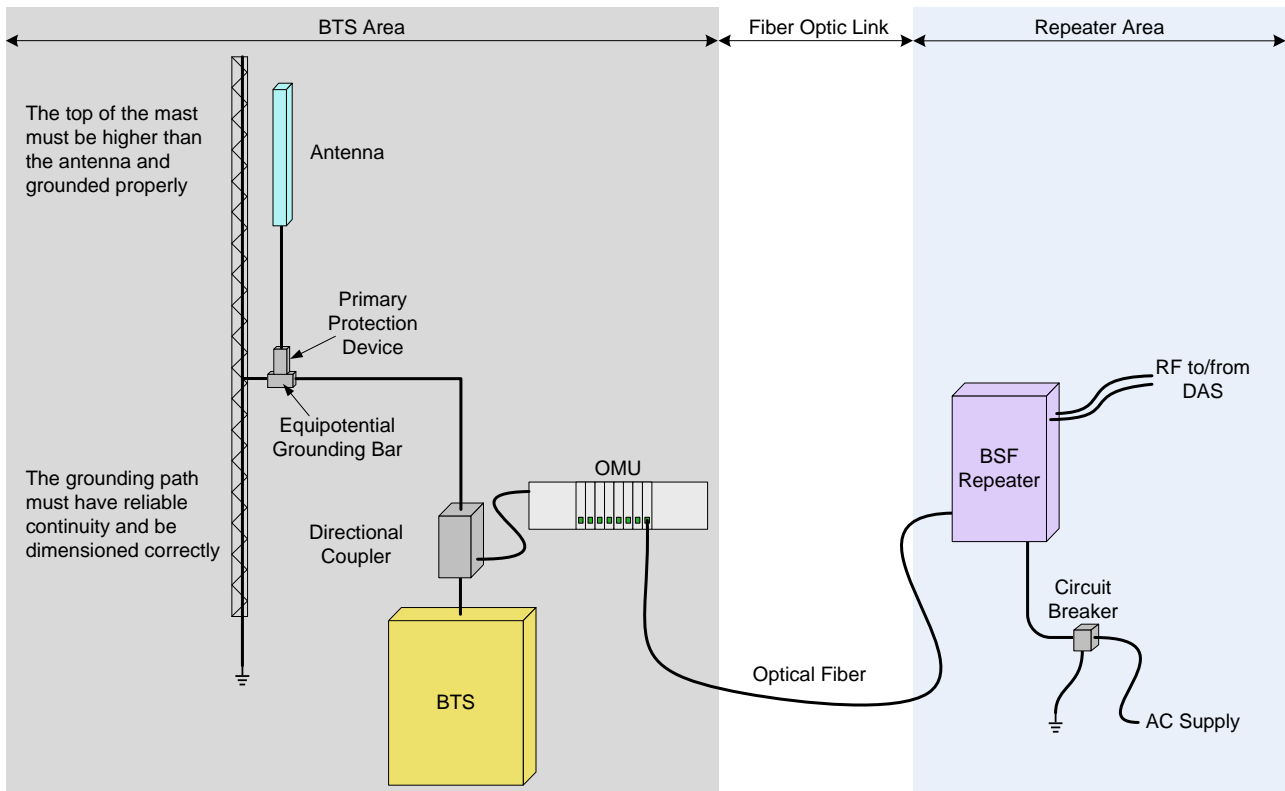 BTS Area
Fiber Optic Link
Repeater Area
The top of the mast
must be higher than
the antenna and
grounded properly
Antenna
Primary
Protection
Device
Equipotential
Grounding Bar
RF to/from
DAS
BSF
Repeater
The grounding path
must have reliable
continuity and be
dimensioned correctly
OMU
Directional
Coupler
Circuit
Breaker
Optical Fiber
BTS
AC Supply